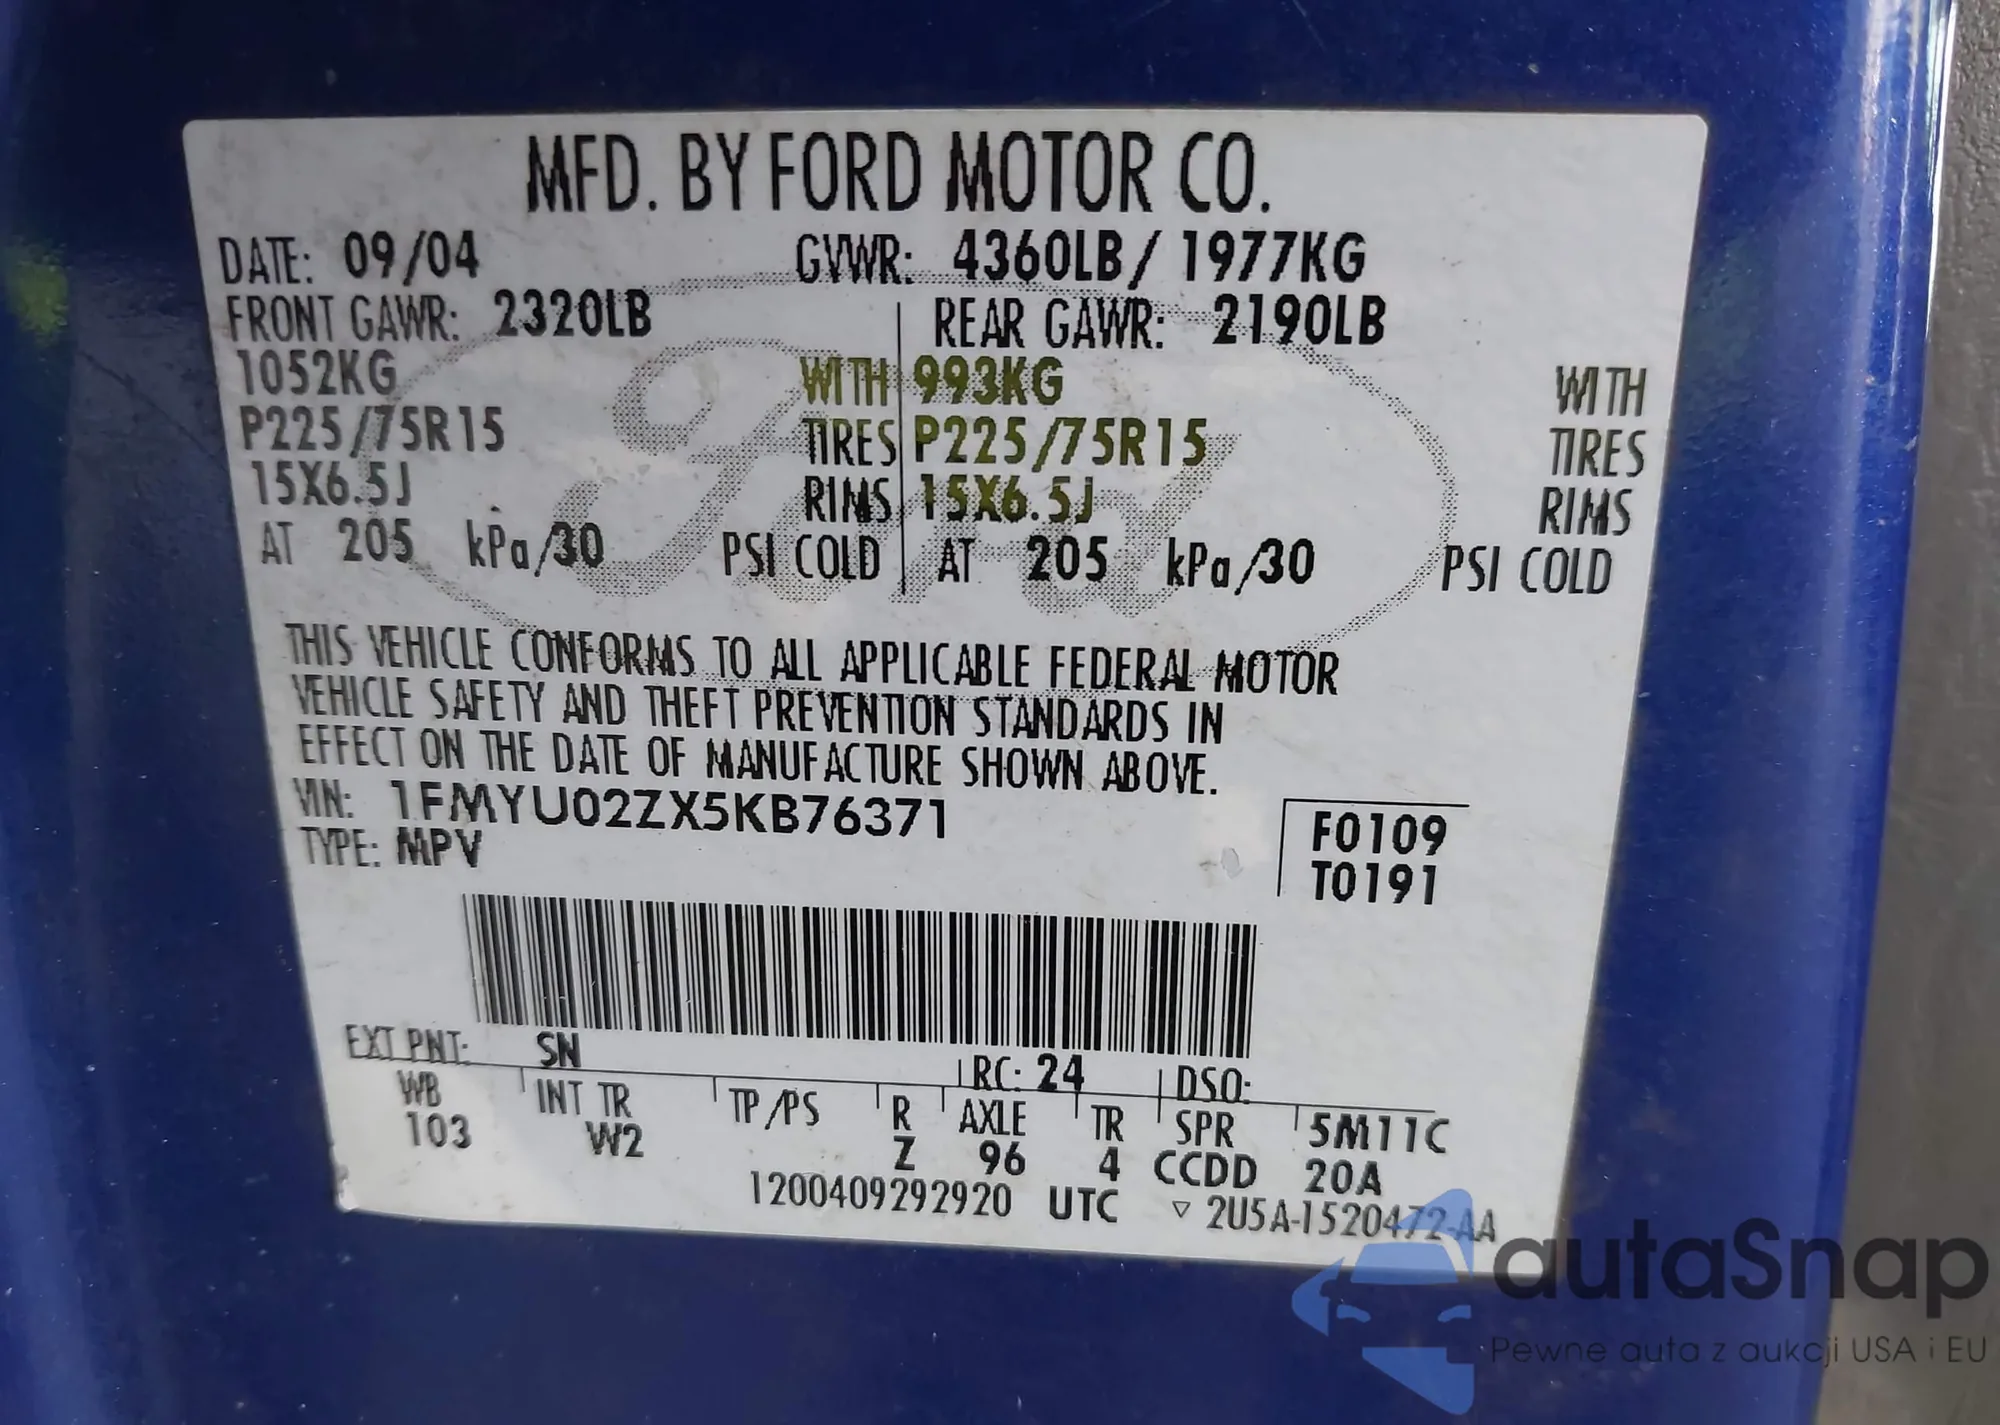 MFD. BY FORD MOTOR CO.
DATE: 09/04 GVWR: 4360LB/ 1977KG
FRONT GAWR: 2320LB REAR GAWR: 2190LB
1052KG WITH 993KG WITH
P225/75R15 TIRES P225/75R15 TIRES
15X6.5J RIMS 15X6.5J RIMS
AT 205 kPa/30 PSI COLD AT 205 kPa/30 PSI COLD
Ford
THIS VEHICLE CONFORMS TO ALL APPLICABLE FEDERAL MOTOR
VEHICLE SAFETY AND THEFT PREVENTION STANDARDS IN
EFFECT ON THE DATE OF MANUFACTURE SHOWN ABOVE.
VIN: 1FMYU02ZX5KB76371 F0109
TYPE: MPV T0191
EXT PNT: SN RC: 24 DSO:
WB INT TR TP/PS R AXLE TR SPR 5M11C
103 W2 Z 96 4 CCDD 20A
1200409292920 UTC ▽ 2U5A-1520472-AA
autaSnap
Pewne auta z aukcji USA i EU